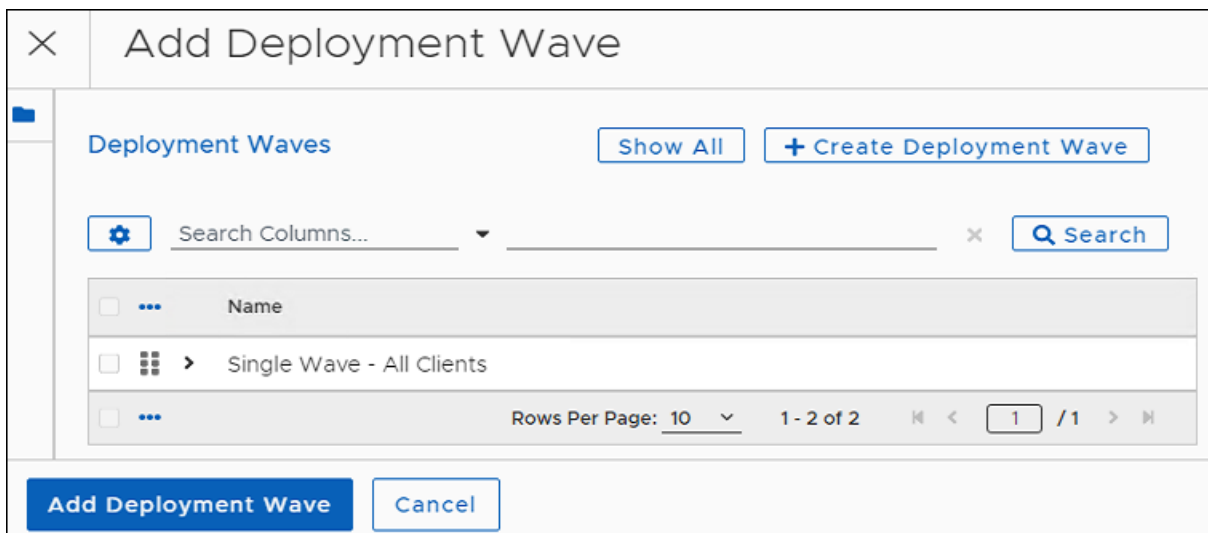 Add Deployment Wave
Deployment Waves Show All + Create Deployment Wave
Search Columns... Search
Name
Single Wave - All Clients
Rows Per Page: 10 1 - 2 of 2 1 / 1
Add Deployment Wave Cancel